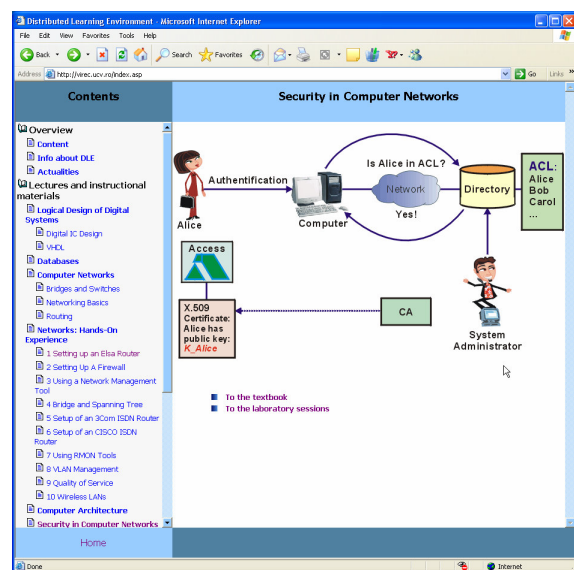 Distributed Learning Environment - Microsoft Internet Explorer
File Edit View Favorites Tools Help
Back Search Favorites
Address http://virec.ucv.ro/index.asp Go Links »
Contents
Security in Computer Networks
Overview
Content
Info about DLE
Actualities
Lectures and instructional
materials
Logical Design of Digital
Systems
Digital IC Design
VHDL
Databases
Computer Networks
Bridges and Switches
Networking Basics
Routing
Networks: Hands-On
Experience
1 Setting up an Elsa Router
2 Setting Up A Firewall
3 Using a Network Management
Tool
4 Bridge and Spanning Tree
5 Setup of an 3Com ISDN Router
6 Setup of an CISCO ISDN
Router
7 Using RMON Tools
8 VLAN Management
9 Quality of Service
10 Wireless LANs
Computer Architecture
Security in Computer Networks
Home
Is Alice in ACL?
Authentification
Network
Directory
ACL:
Alice
Bob
Carol
...
Alice
Computer
Yes!
Access
X.509
Certificate:
Alice has
public key:
K_Alice
CA
System
Administrator
To the textbook
To the laboratory sessions
Done
Internet